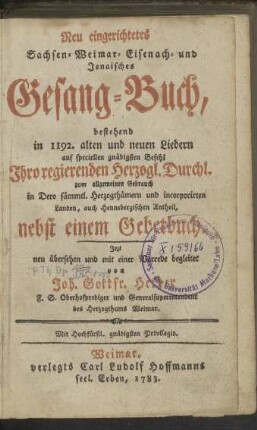 Neu eingerichtetes
Sachsen-Weimar-Eisenach- und
Jenaisches
Gesang-Buch,
bestehend
in 1192. alten und neuen Liedern
auf speciellen gnädigsten Befehl
Ihro regierenden Herzogl. Durchl.
zum allgemeinen Gebrauch
in Dero sämmtl. Herzogthümern und incorporirten
Landen, auch Hennebergischen Antheil,
nebst einem Gebetbuch
Jezt
neu übersehen und mit einer Vorrede begleitet
von
Joh. Gottfr. Herder
F. S. Oberhofprediger und Generalsuperintendent
des Herzogthums Weimar.
Mit Hochfürstl. gnädigsten Privilegio.
Weimar,
verlegts Carl Ludolf Hoffmanns
seel. Erben, 1783.
X 159/60